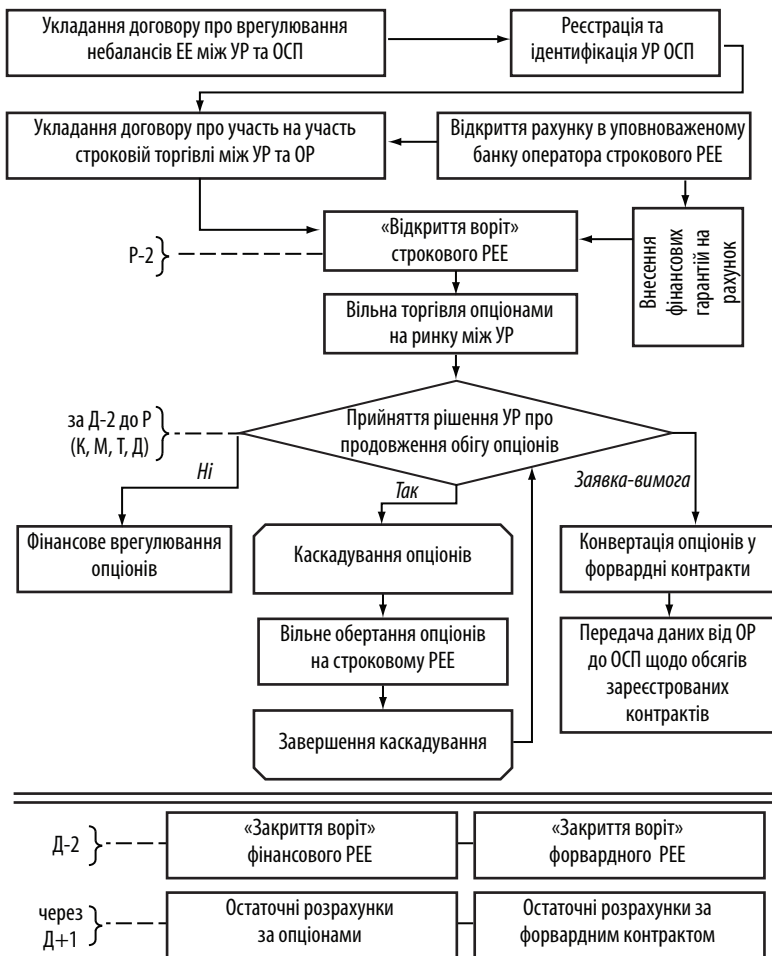 Укладання договору про врегулювання
небалансів ЕЕ між УР та ОСП
Реєстрація та
ідентифікація УР ОСП
Укладання договору про участь на участь
строковій торгівлі між УР та ОР
Відкриття рахунку в уповноваженому
банку оператора строкового РЕЕ
«Відкриття воріт»
строкового РЕЕ
Р-2
Внесення
фінансових
гарантій на
рахунок
Вільна торгівля опціонами
на ринку між УР
за Д-2 до Р
(К, М, Т, Д)
Прийняття рішення УР про
продовження обігу опціонів
Ні
Так
Заявка-вимога
Фінансове врегулювання
опціонів
Каскадування опціонів
Конвертація опціонів у
форвардні контракти
Вільне обертання опціонів
на строковому РЕЕ
Передача даних від ОР
до ОСП щодо обсягів
зареєстрованих
контрактів
Завершення каскадування
Д-2
«Закриття воріт»
фінансового РЕЕ
«Закриття воріт»
форвардного РЕЕ
через
Д+1
Остаточні розрахунки
за опціонами
Остаточні розрахунки за
форвардним контрактом